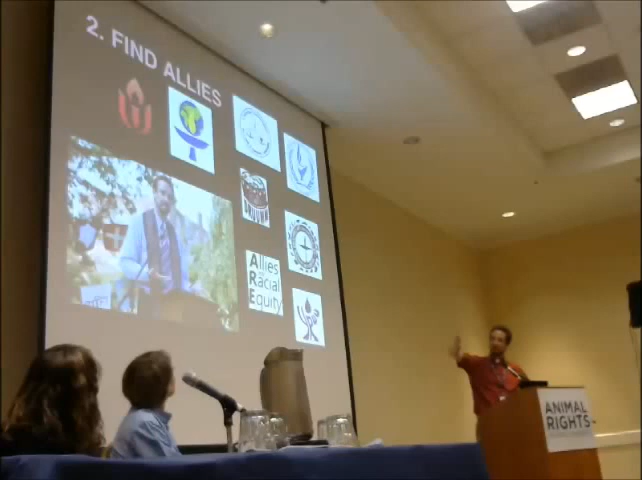 2. FIND ALLIES
Allies
Racial
Equity
ANIMAL
RIGHTS